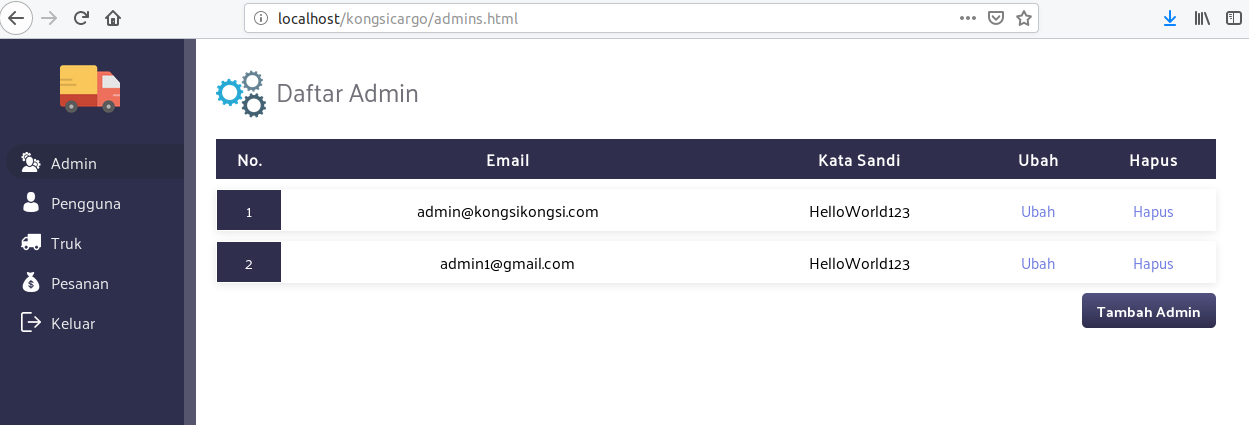 localhost/kongsicargo/admins.html
Admin
Pengguna
Truk
Pesanan
Keluar
Daftar Admin
No. Email Kata Sandi Ubah Hapus
1 admin@kongsikongsi.com HelloWorld123 Ubah Hapus
2 admin1@gmail.com HelloWorld123 Ubah Hapus
Tambah Admin